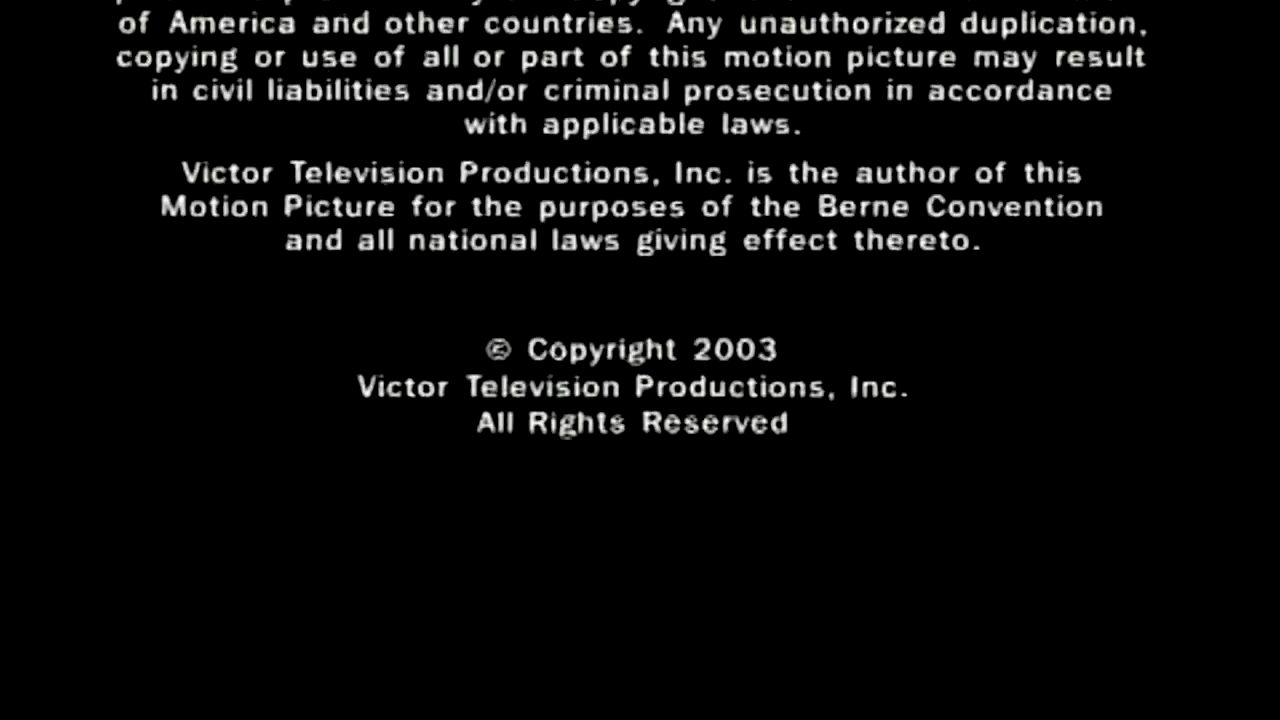 of America and other countries. Any unauthorized duplication,
copying or use of all or part of this motion picture may result
in civil liabilities and/or criminal prosecution in accordance
with applicable laws.
Victor Television Productions, Inc. is the author of this
Motion Picture for the purposes of the Berne Convention
and all national laws giving effect thereto.
© Copyright 2003
Victor Television Productions, Inc.
All Rights Reserved